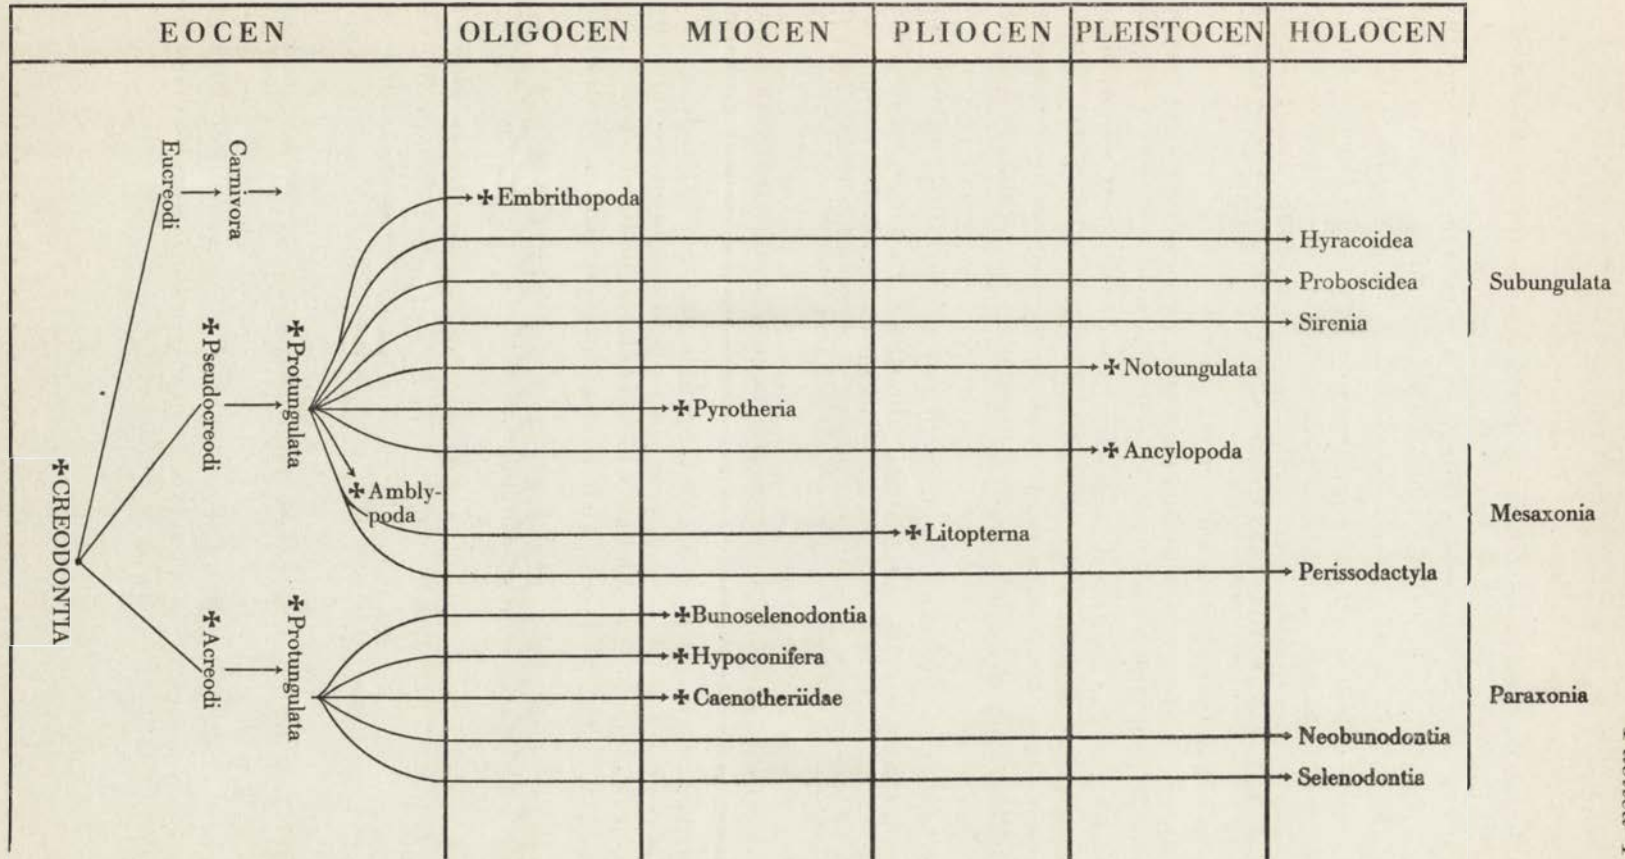 EOCEN OLIGOCEN MIOCEN PLIOCEN PLEISTOCEN HOLOCEN
Eucreodi
Carnivora
✠ Embrithopoda
Hyracoidea
Proboscidea
Subungulata
Sirenia
✠ Pseudocreodi
✠ Protungulata
✠ Notoungulata
✠ Pyrotheria
✠ Ancylopoda
✠ CREODONTIA
✠ Ambly-
poda
✠ Litopterna
Mesaxonia
Perissodactyla
✠ Acreodi
✠ Protungulata
✠ Bunoselenodontia
✠ Hypoconifera
✠ Caenotheriidae
Paraxonia
Neobunodontia
Selenodontia